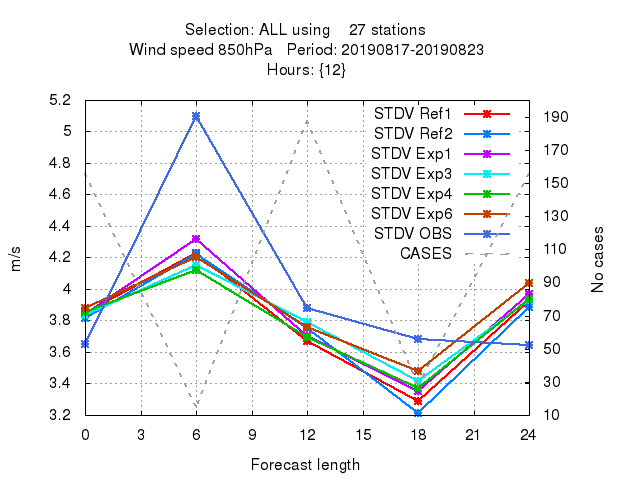 Selection: ALL using 27 stations
Wind speed 850hPa Period: 20190817-20190823
Hours: {12}
5.2
5
4.8
4.6
4.4
4.2
4
3.8
3.6
3.4
3.2
m/s
STDV Ref1
STDV Ref2
STDV Exp1
STDV Exp3
STDV Exp4
STDV Exp6
STDV OBS
CASES
190
170
150
130
110
90
70
50
30
10
No cases
0 3 6 9 12 15 18 21 24
Forecast length